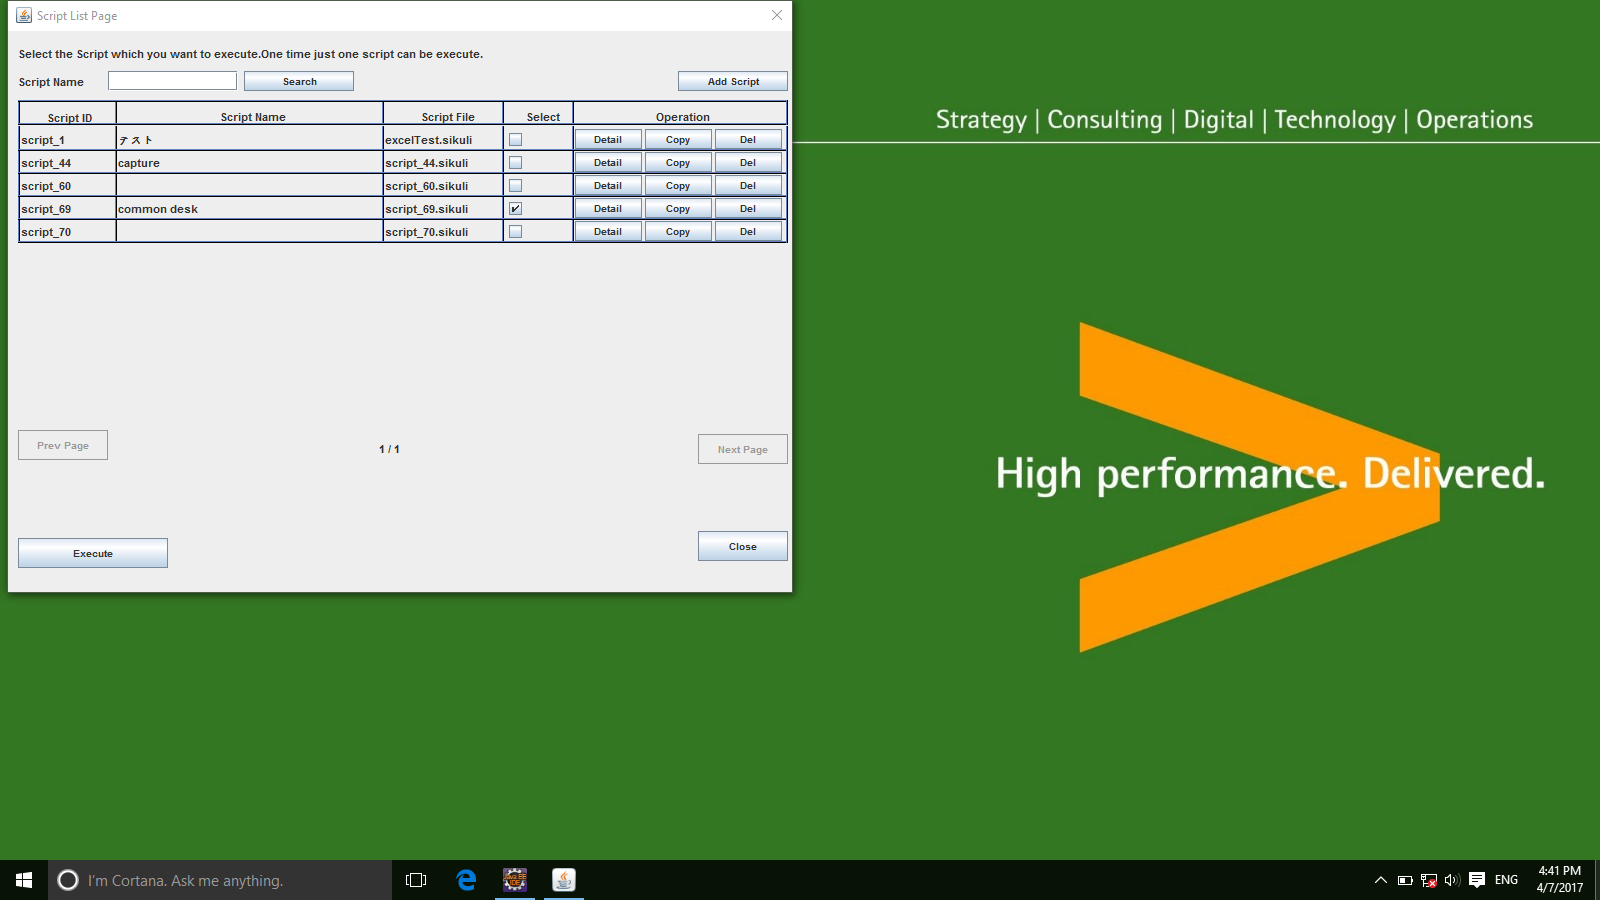 Script List Page
Select the Script which you want to execute.One time just one script can be execute.
Script Name Search Add Script
Script ID Script Name Script File Select Operation
script_1 テスト excelTest.sikuli Detail Copy Del
script_44 capture script_44.sikuli Detail Copy Del
script_60 script_60.sikuli Detail Copy Del
script_69 common desk script_69.sikuli Detail Copy Del
script_70 script_70.sikuli Detail Copy Del
Prev Page 1 / 1 Next Page
Execute Close
Strategy | Consulting | Digital | Technology | Operations
High performance. Delivered.
I'm Cortana. Ask me anything.
ENG
4:41 PM
4/7/2017